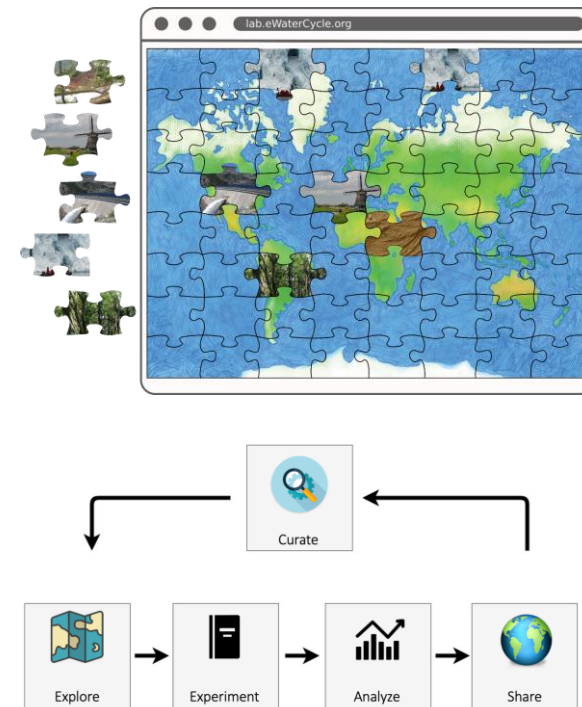 lab.eWaterCycle.org
Curate
Explore
Experiment
Analyze
Share